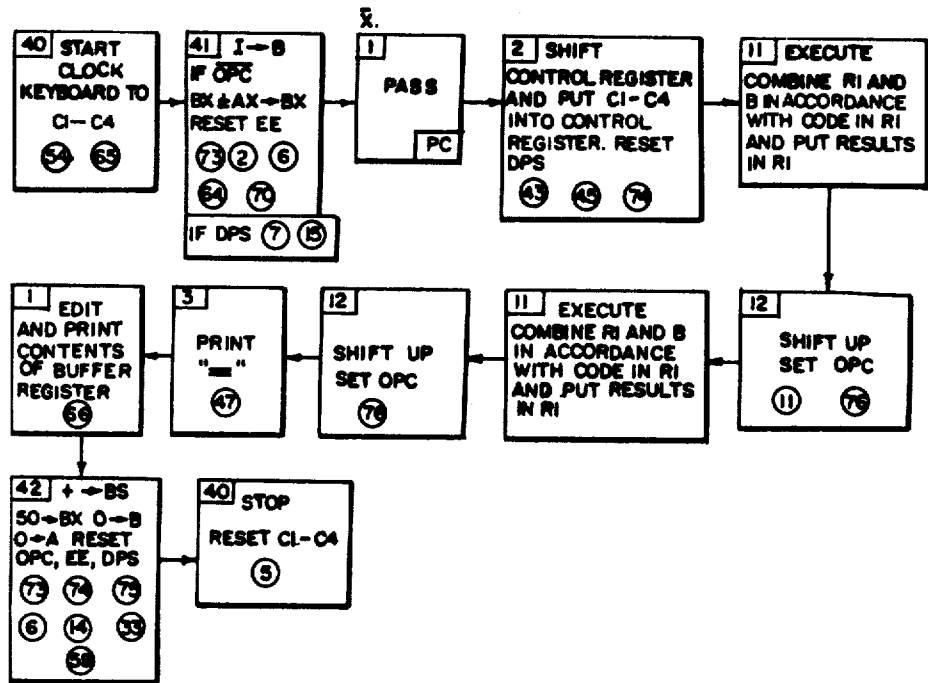 40 START
CLOCK
KEYBOARD TO
C1-C4
54 65
41 I→B
IF O̅P̅C̅
BX±AX→BX
RESET EE
73 2 6
64 70
IF DPS 7 15
X̅.
1
PASS
PC
2 SHIFT
CONTROL REGISTER
AND PUT C1-C4
INTO CONTROL
REGISTER. RESET
DPS
43 45 74
11 EXECUTE
COMBINE R1 AND
B IN ACCORDANCE
WITH CODE IN R1
AND PUT RESULTS
IN R1
12
SHIFT UP
SET OPC
11 76
11 EXECUTE
COMBINE R1 AND B
IN ACCORDANCE
WITH CODE IN R1
AND PUT RESULTS
IN R1
12
SHIFT UP
SET OPC
76
3
PRINT
"="
47
1 EDIT
AND PRINT
CONTENTS
OF BUFFER
REGISTER
66
42 + →BS
50→BX 0→B
0→A RESET
OPC, EE, DPS
73 74 75
6 14 33
58
40 STOP
RESET C1-C4
5